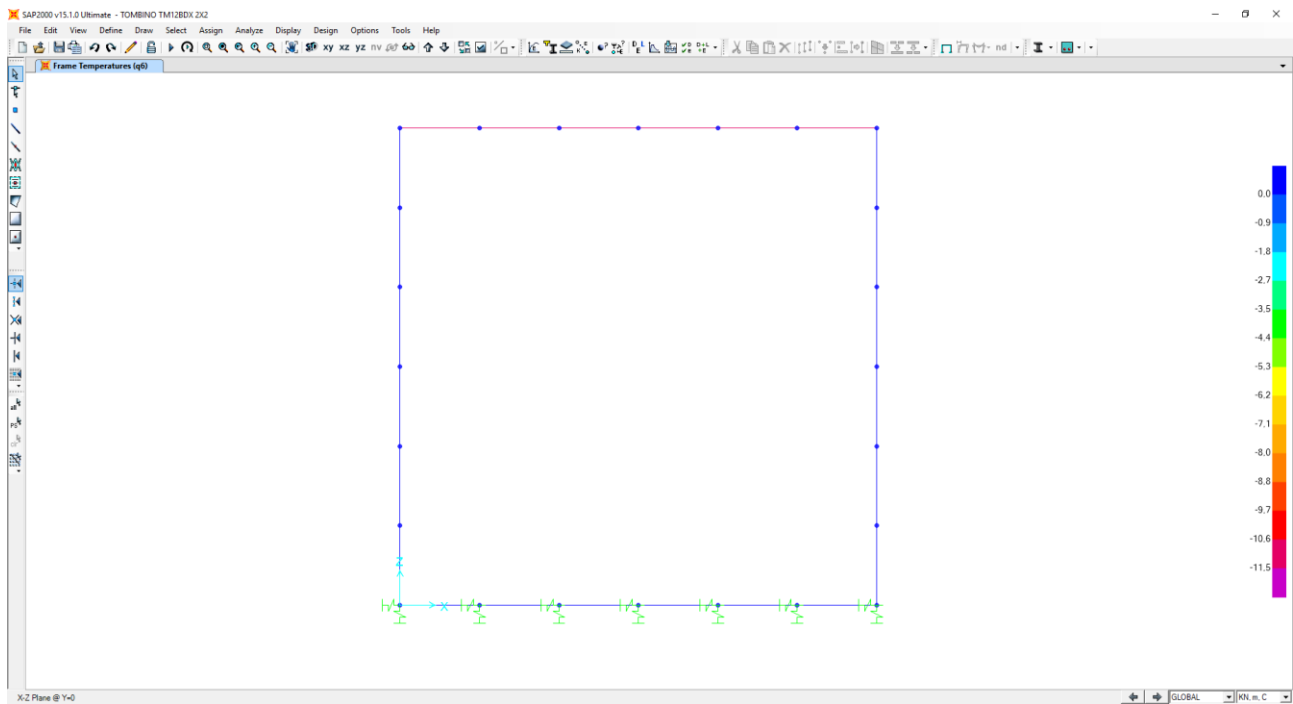 SAP2000 v15.1.0 Ultimate - TOMBINO TM12BDX 2X2
File Edit View Define Draw Select Assign Analyze Display Design Options Tools Help
xy xz yz nv nd
Frame Temperatures (q6)
0.0
-0.9
-1.8
-2.7
-3.5
-4.4
-5.3
-6.2
-7.1
-8.0
-8.8
-9.7
-10.6
-11.5
Z
X
X-Z Plane @ Y=0
GLOBAL
KN, m, C